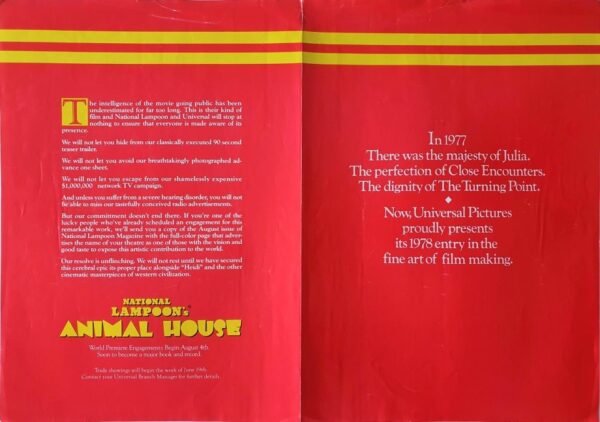 The intelligence of the movie going public has been
underestimated for far too long. This is their kind of
film and National Lampoon and Universal will stop at
nothing to ensure that everyone is made aware of its
presence.
We will not let you hide from our classically executed 90 second
teaser trailer.
We will not let you avoid our breathtakingly photographed ad-
vance one sheet.
We will not let you escape from our shamelessly expensive
$1,000,000 network TV campaign.
And unless you suffer from a severe hearing disorder, you will not
be able to miss our tastefully conceived radio advertisements.
But our commitment doesn't end there. If you're one of the
lucky people who've already scheduled an engagement for this
remarkable work, we'll send you a copy of the August issue of
National Lampoon Magazine with the full-color page that adver-
tises the name of your theatre as one of those with the vision and
good taste to expose this artistic contribution to the world.
Our resolve is unflinching. We will not rest until we have secured
this cerebral epic its proper place alongside "Heidi" and the other
cinematic masterpieces of western civilization.
NATIONAL
LAMPOON's
ANIMAL HOUSE
World Premiere Engagements Begin August 4th.
Soon to become a major book and record.
Trade showings will begin the week of June 19th.
Contact your Universal Branch Manager for further details.
In 1977
There was the majesty of Julia.
The perfection of Close Encounters.
The dignity of The Turning Point.
Now, Universal Pictures
proudly presents
its 1978 entry in the
fine art of film making.